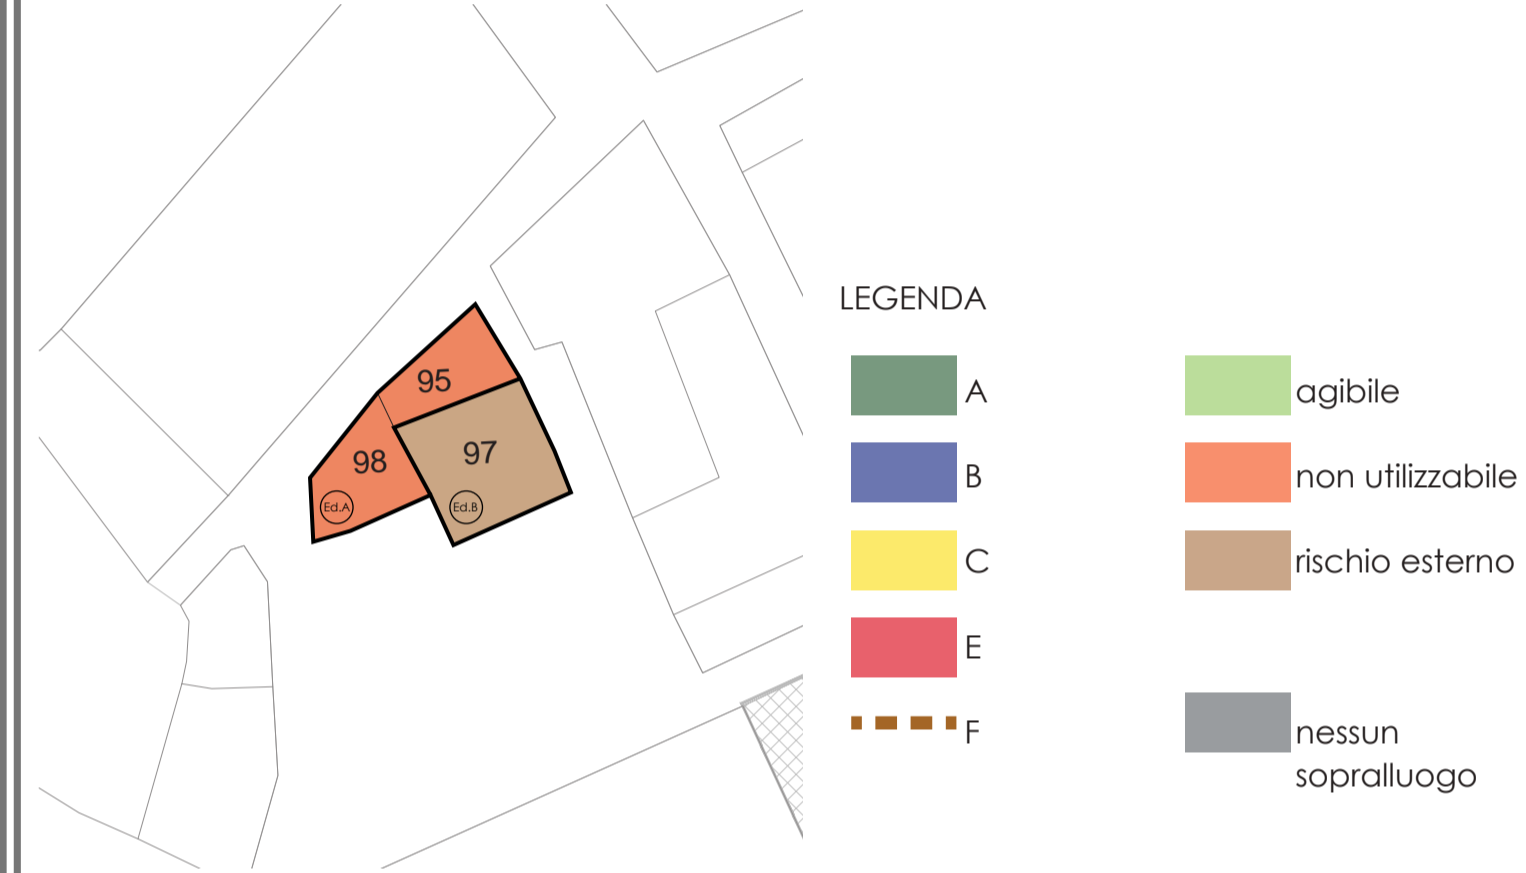 95
98
97
Ed.A
Ed.B
LEGENDA
A
B
C
E
F
agibile
non utilizzabile
rischio esterno
nessun
sopralluogo